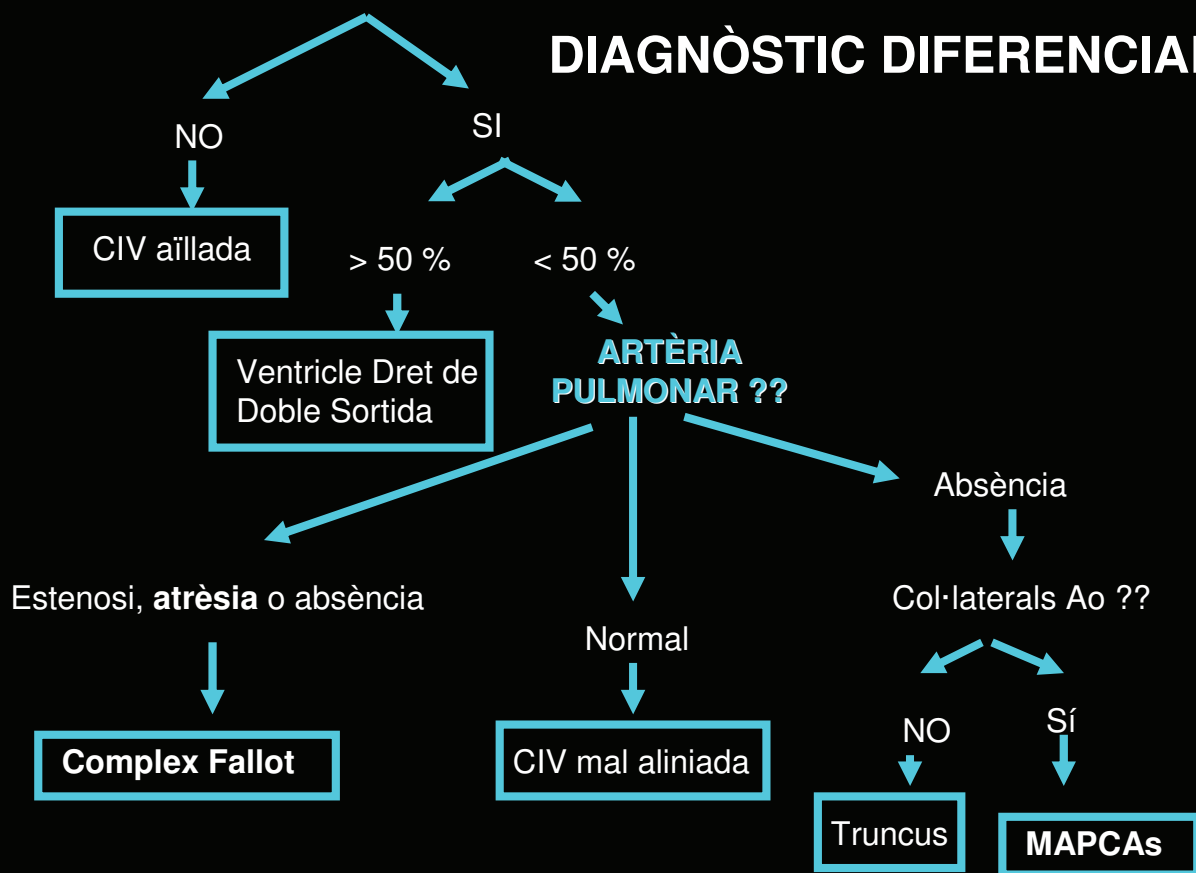 DIAGNÒSTIC DIFERENCIAL
NO
SI
CIV aïllada
> 50 %
< 50 %
Ventricle Dret de
Doble Sortida
ARTÈRIA
PULMONAR ??
Absència
Estenosi, atrèsia o absència
Col·laterals Ao ??
Normal
NO
Sí
Complex Fallot
CIV mal aliniada
Truncus
MAPCAs